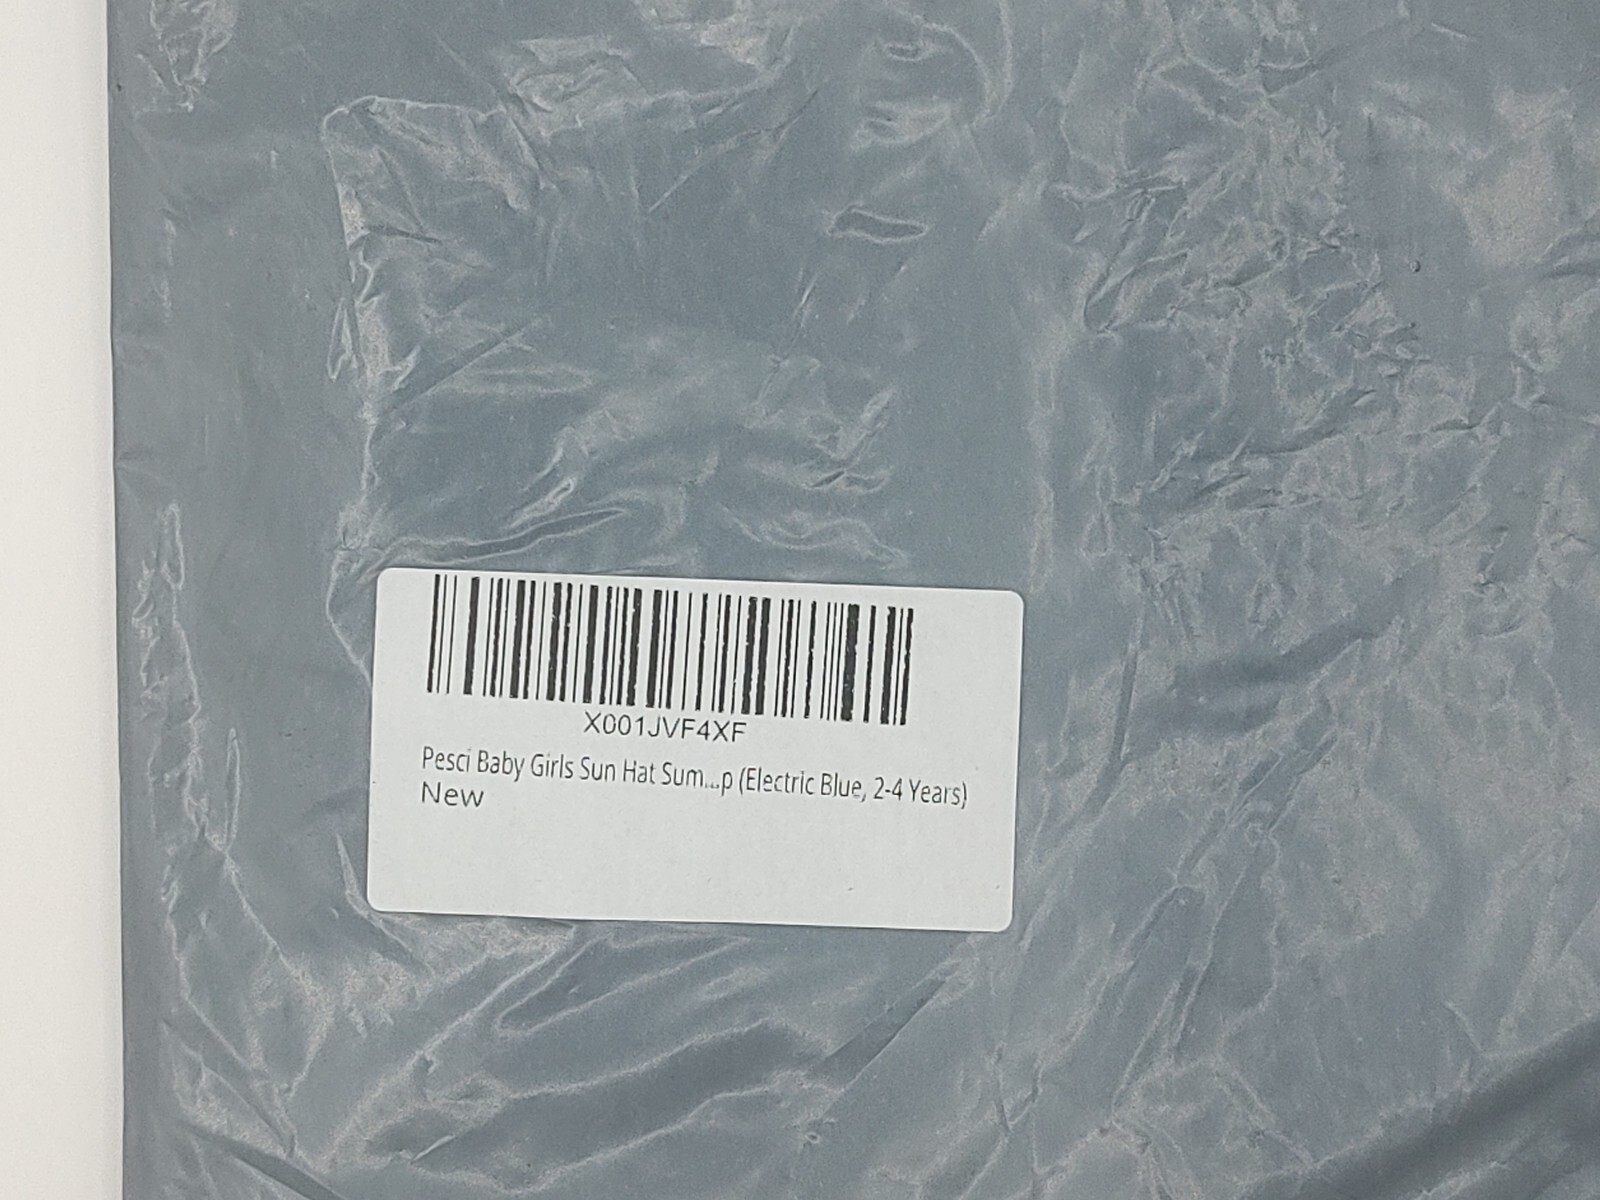 X001JVF4XF
Pesci Baby Girls Sun Hat Sum...p (Electric Blue, 2-4 Years)
New